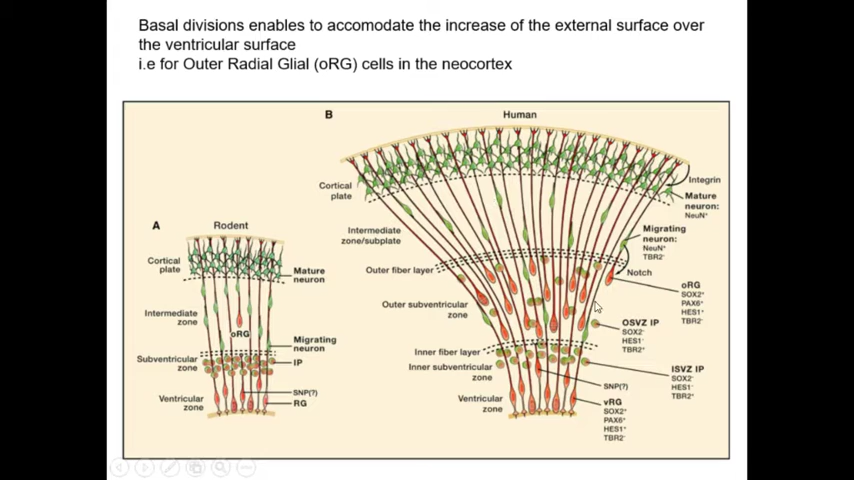 Basal divisions enables to accomodate the increase of the external surface over
the ventricular surface
i.e for Outer Radial Glial (oRG) cells in the neocortex
B
Human
Cortical
plate
Integrin
Mature
neuron:
NeuN⁺
Intermediate
zone/subplate
Migrating
neuron:
NeuN⁺
TBR2⁻
Outer fiber layer
Notch
oRG
SOX2⁺
PAX6⁺
HES1⁺
TBR2⁻
Outer subventricular
zone
OSVZ IP
SOX2⁻
HES1⁻
TBR2⁺
Inner fiber layer
Inner subventricular
zone
ISVZ IP
SOX2⁻
HES1⁻
TBR2⁺
SNP(?)
Ventricular
zone
vRG
SOX2⁺
PAX6⁺
HES1⁺
TBR2⁻
A
Rodent
Cortical
plate
Mature
neuron
Intermediate
zone
oRG
Migrating
neuron
Subventricular
zone
IP
SNP(?)
Ventricular
zone
RG